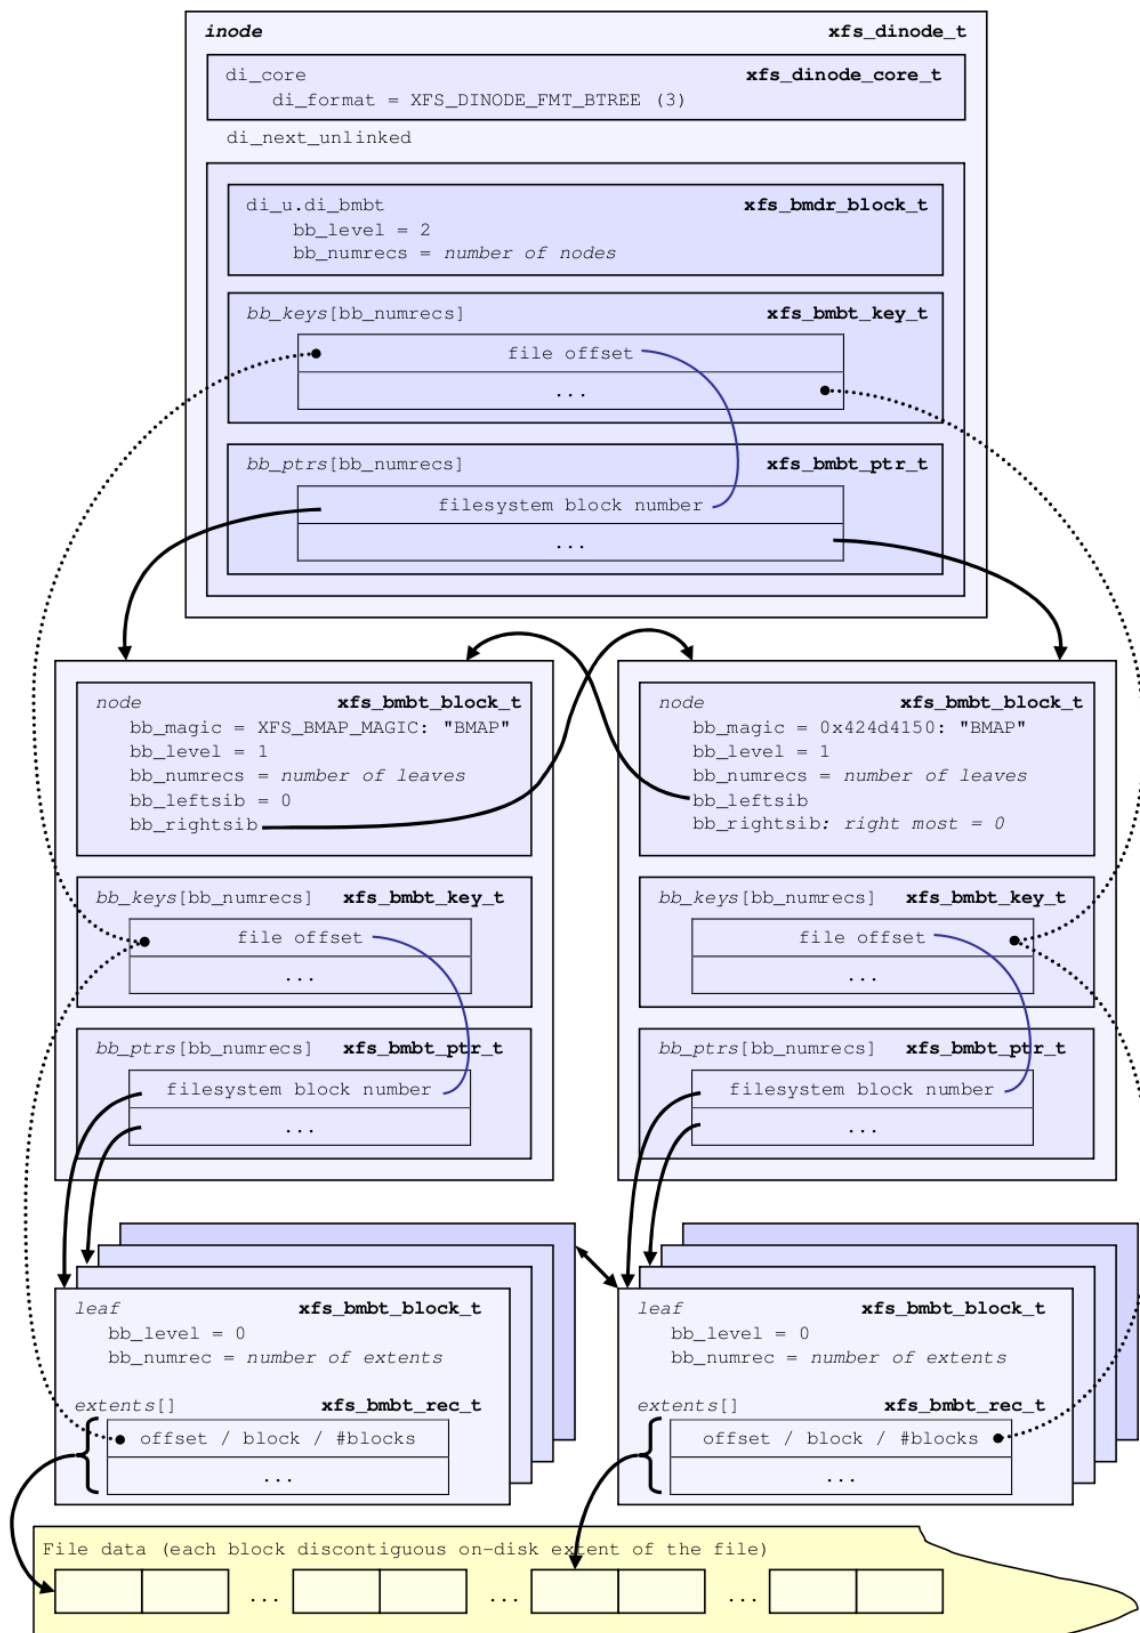 inode xfs_dinode_t
di_core xfs_dinode_core_t
di_format = XFS_DINODE_FMT_BTREE (3)
di_next_unlinked
di_u.di_bmbt xfs_bmdr_block_t
bb_level = 2
bb_numrecs = number of nodes
bb_keys[bb_numrecs] xfs_bmbt_key_t
file offset
...
bb_ptrs[bb_numrecs] xfs_bmbt_ptr_t
filesystem block number
...
node xfs_bmbt_block_t
bb_magic = XFS_BMAP_MAGIC: "BMAP"
bb_level = 1
bb_numrecs = number of leaves
bb_leftsib = 0
bb_rightsib
bb_keys[bb_numrecs] xfs_bmbt_key_t
file offset
...
bb_ptrs[bb_numrecs] xfs_bmbt_ptr_t
filesystem block number
...
node xfs_bmbt_block_t
bb_magic = 0x424d4150: "BMAP"
bb_level = 1
bb_numrecs = number of leaves
bb_leftsib
bb_rightsib: right most = 0
bb_keys[bb_numrecs] xfs_bmbt_key_t
file offset
...
bb_ptrs[bb_numrecs] xfs_bmbt_ptr_t
filesystem block number
...
leaf xfs_bmbt_block_t
bb_level = 0
bb_numrec = number of extents
extents[] xfs_bmbt_rec_t
offset / block / #blocks
...
leaf xfs_bmbt_block_t
bb_level = 0
bb_numrec = number of extents
extents[] xfs_bmbt_rec_t
offset / block / #blocks
...
File data (each block discontiguous on-disk extent of the file)
... ... ...